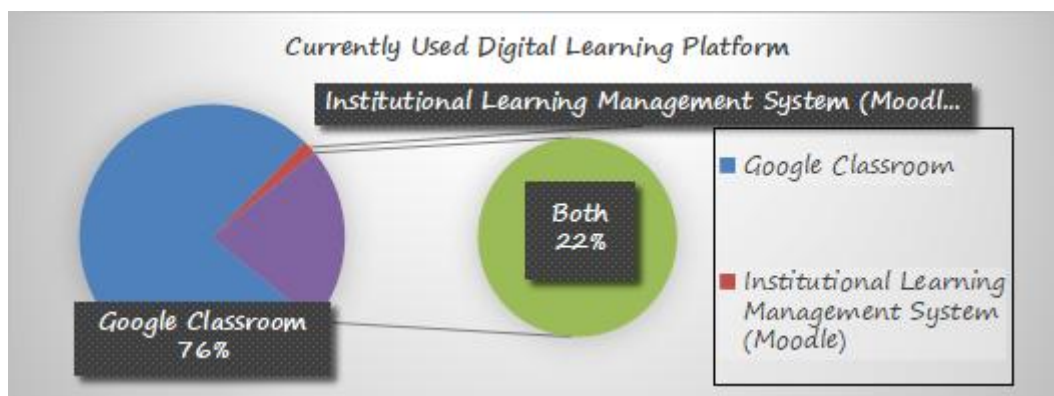 Currently Used Digital Learning Platform
Institutional Learning Management System (Moodl...
Google Classroom
76%
Both
22%
Google Classroom
Institutional Learning
Management System
(Moodle)